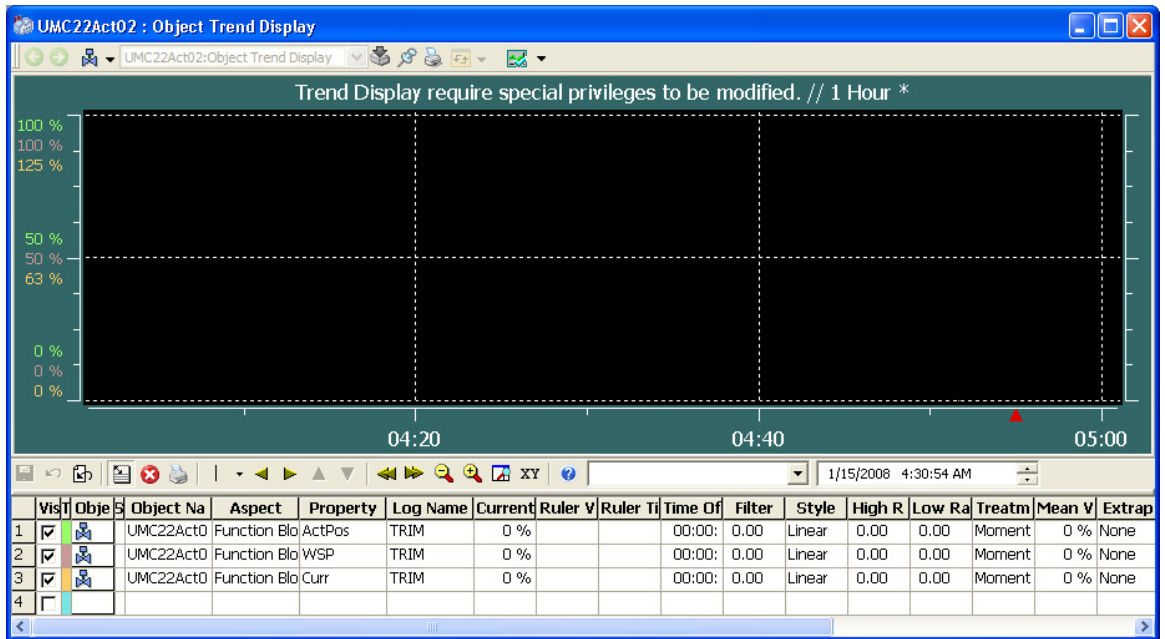 UMC22Act02 : Object Trend Display
UMC22Act02:Object Trend Display
Trend Display require special privileges to be modified. // 1 Hour *
100 %
100 %
125 %
50 %
50 %
63 %
0 %
0 %
0 %
04:20 04:40 05:00
XY 1/15/2008 4:30:54 AM
Vis T Obje S Object Na Aspect Property Log Name Current Ruler V Ruler Ti Time Of Filter Style High R Low Ra Treatm Mean V Extrap
1 UMC22Act0 Function Blo ActPos TRIM 0 % 00:00: 0.00 Linear 0.00 0.00 Moment 0 % None
2 UMC22Act0 Function Blo WSP TRIM 0 % 00:00: 0.00 Linear 0.00 0.00 Moment 0 % None
3 UMC22Act0 Function Blo Curr TRIM 0 % 00:00: 0.00 Linear 0.00 0.00 Moment 0 % None
4